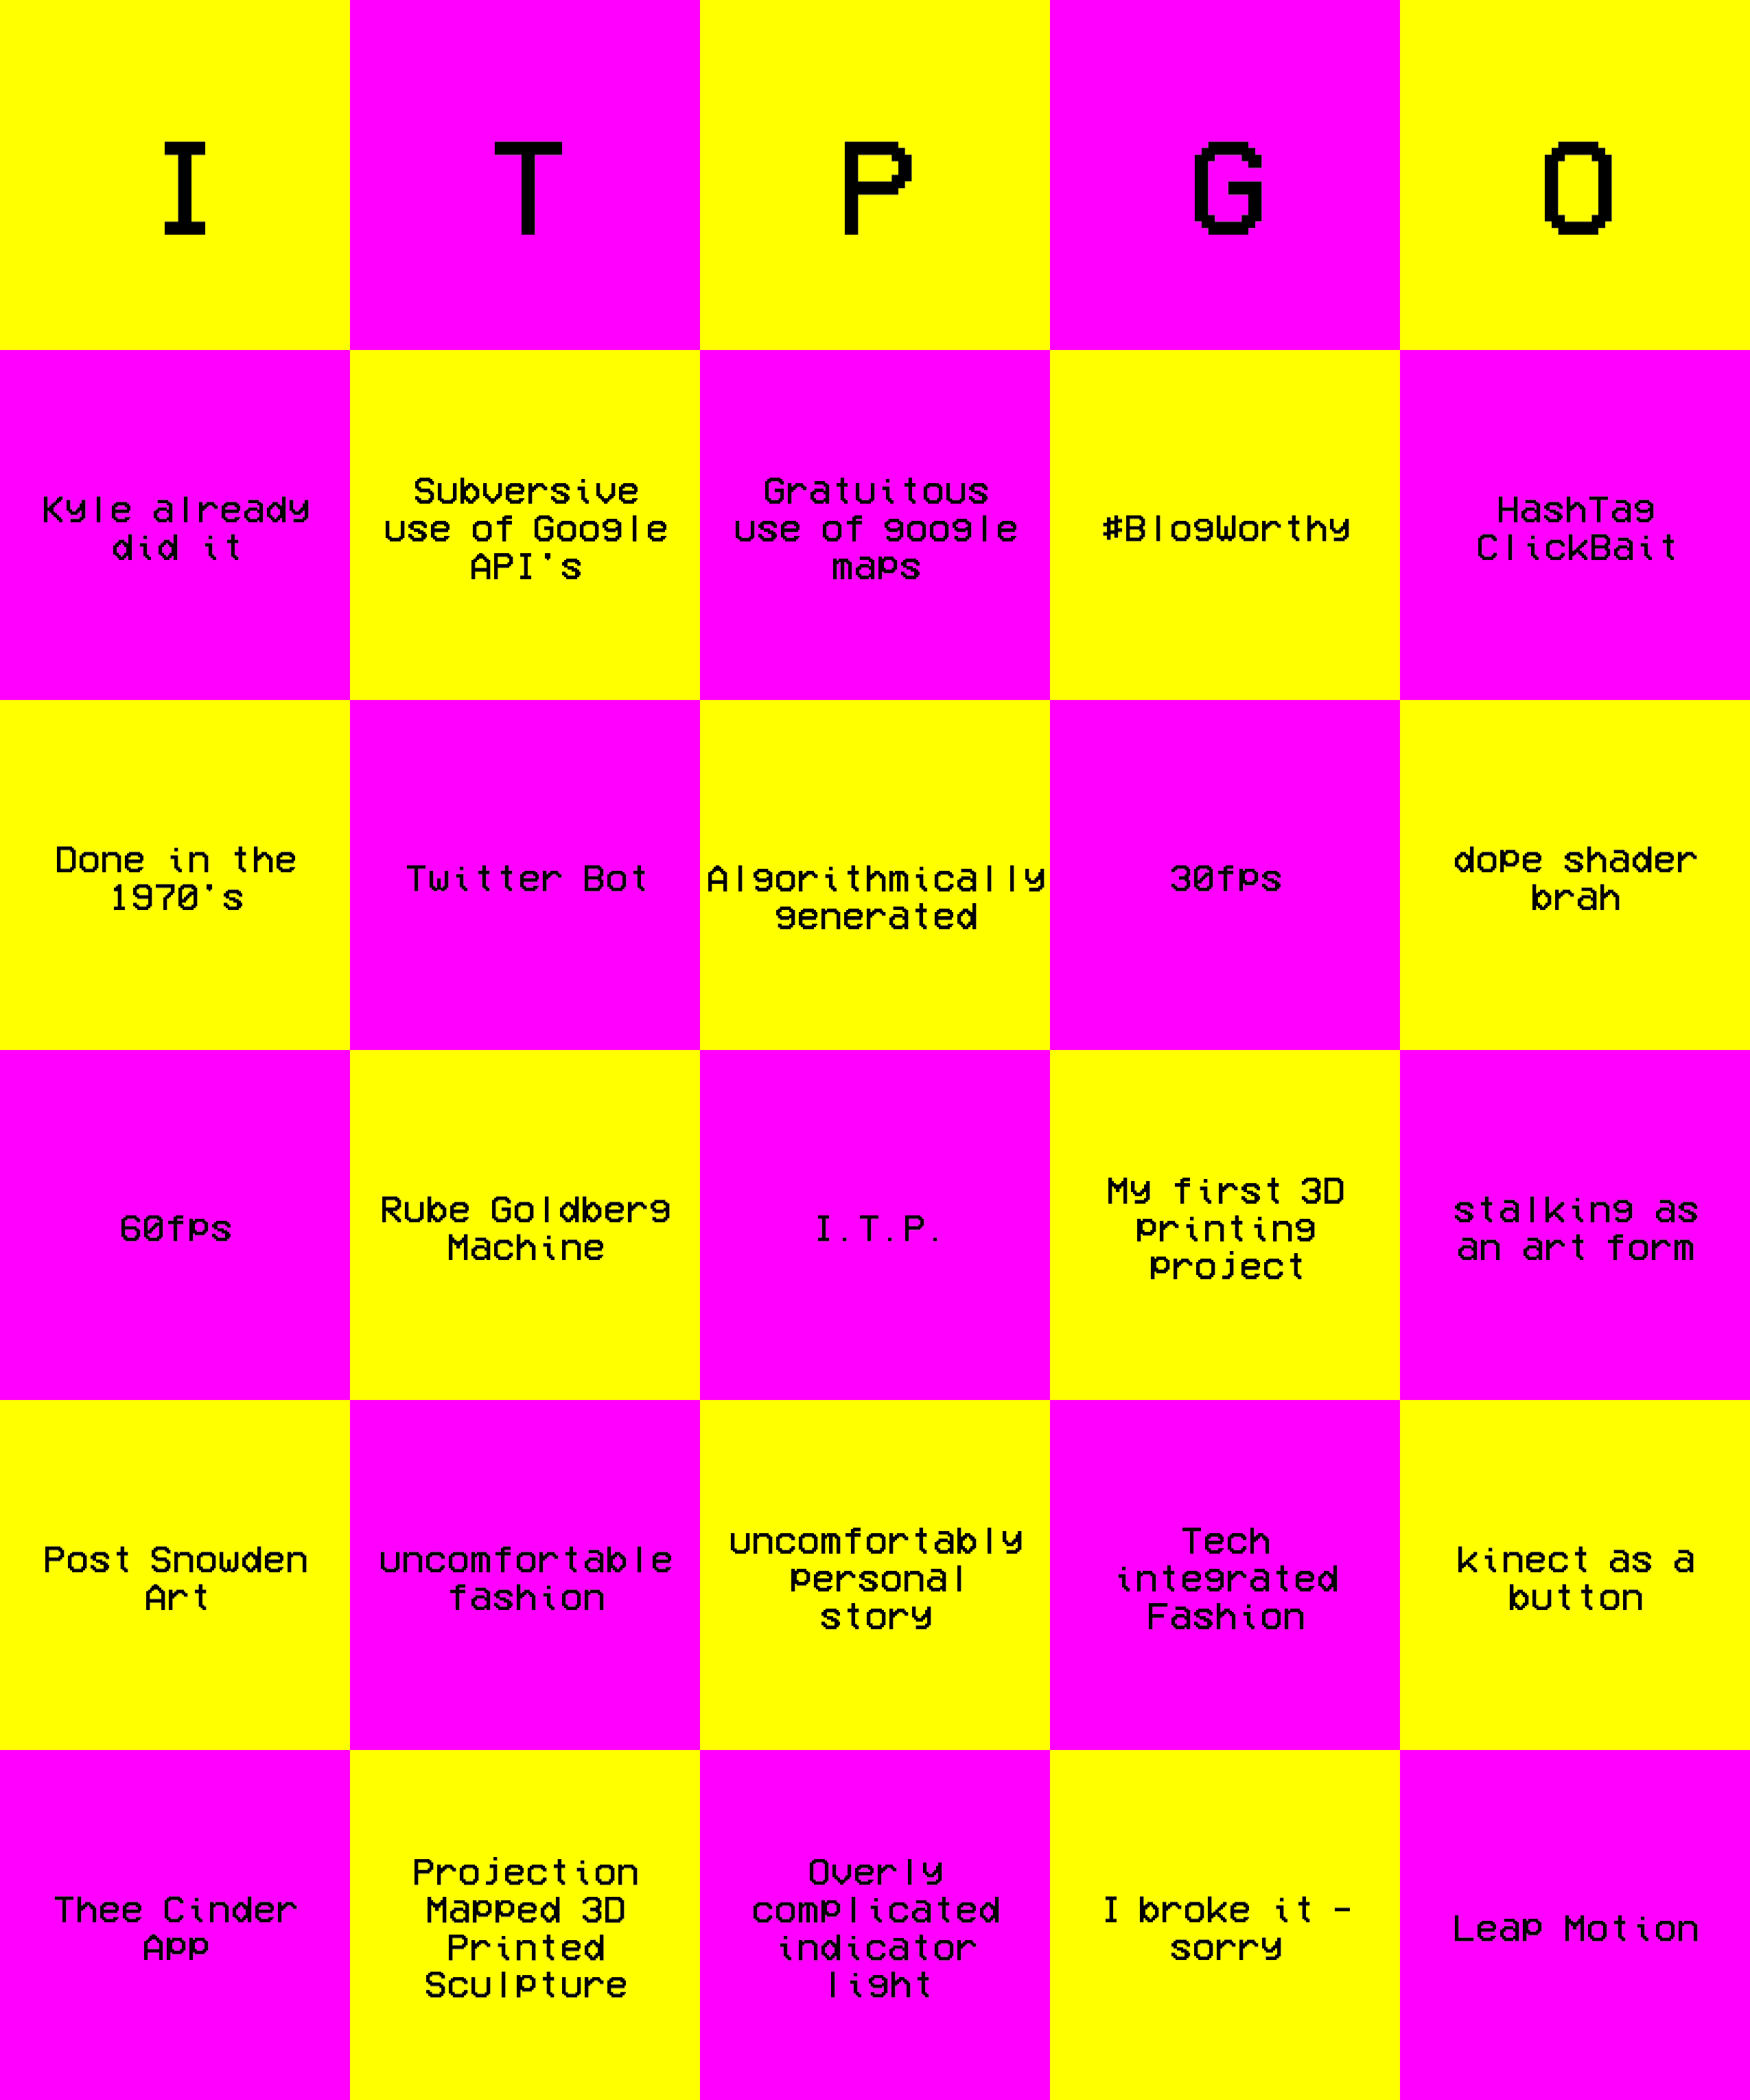 I
T
P
G
O
Kyle already
did it
Subversive
use of Google
API's
Gratuitous
use of google
maps
#BlogWorthy
HashTag
ClickBait
Done in the
1970's
Twitter Bot
Algorithmically
generated
30fps
dope shader
brah
60fps
Rube Goldberg
Machine
I.T.P.
My first 3D
printing
project
stalking as
an art form
Post Snowden
Art
uncomfortable
fashion
uncomfortably
personal
story
Tech
integrated
Fashion
kinect as a
button
Thee Cinder
App
Projection
Mapped 3D
Printed
Sculpture
Overly
complicated
indicator
light
I broke it -
sorry
Leap Motion